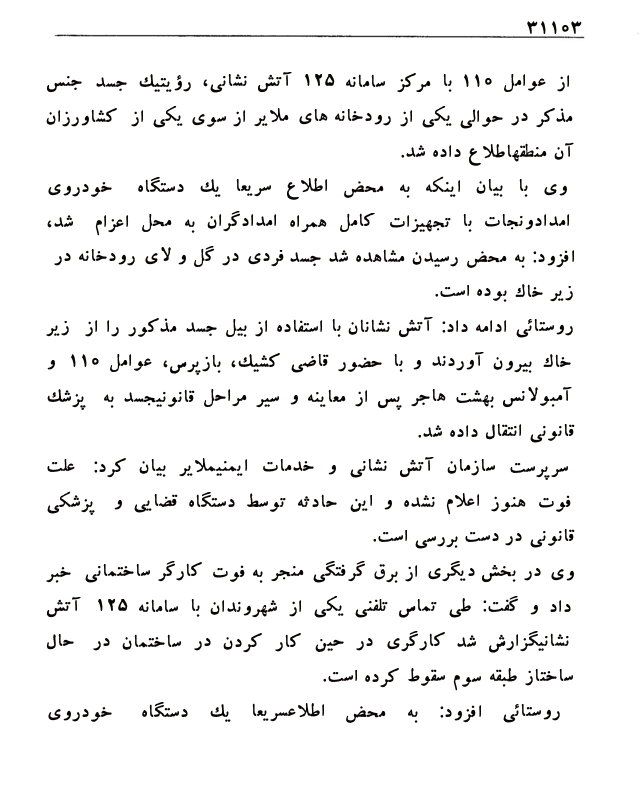 ۳۱۱۰۳
از عوامل ۱۱۰ با مرکز سامانه ۱۲۵ آتش نشانی، رؤیتیك جسد جنس
مذکر در حوالی یکی از رودخانه های ملایر از سوی یکی از کشاورزان
آن منطقهاطلاع داده شد.
وی با بیان اینکه به محض اطلاع سریعا یك دستگاه خودروی
امدادونجات با تجهیزات کامل همراه امدادگران به محل اعزام شد،
افزود: به محض رسیدن مشاهده شد جسد فردی در گل و لای رودخانه در
زیر خاك بوده است.
روستائی ادامه داد: آتش نشانان با استفاده از بیل جسد مذکور را از زیر
خاك بیرون آوردند و با حضور قاضی کشیك، بازپرس، عوامل ۱۱۰ و
آمبولانس بهشت هاجر پس از معاینه و سیر مراحل قانونیجسد به پزشك
قانونی انتقال داده شد.
سرپرست سازمان آتش نشانی و خدمات ایمنیملایر بیان کرد: علت
فوت هنوز اعلام نشده و این حادثه توسط دستگاه قضایی و پزشکی
قانونی در دست بررسی است.
وی در بخش دیگری از برق گرفتگی منجر به فوت کارگر ساختمانی خبر
داد و گفت: طی تماس تلفنی یکی از شهروندان با سامانه ۱۲۵ آتش
نشانیگزارش شد کارگری در حین کار کردن در ساختمان در حال
ساختاز طبقه سوم سقوط کرده است.
روستائی افزود: به محض اطلاعسریعا یك دستگاه خودروی